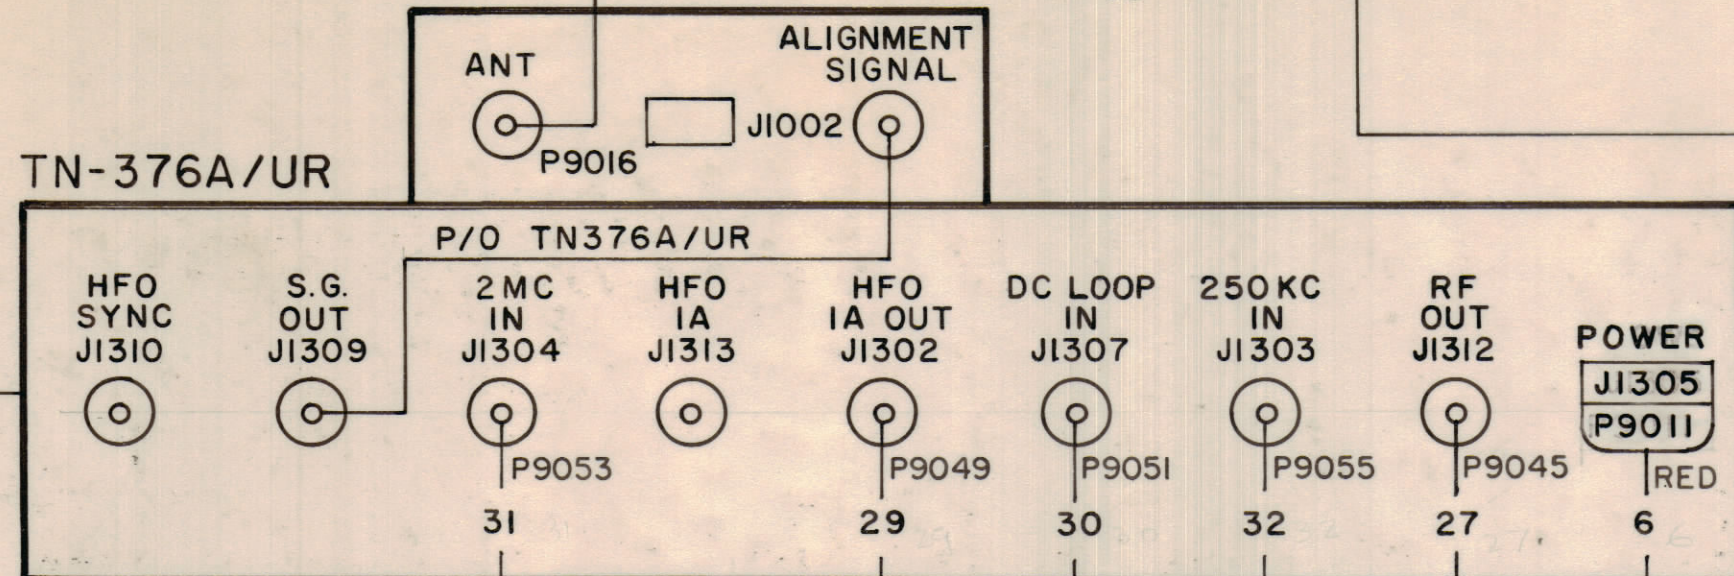 ALIGNMENT
ANT SIGNAL
J1002
P9016
TN-376A/UR
P/O TN376A/UR
HFO S.G. 2MC HFO HFO DC LOOP 250KC RF
SYNC OUT IN IA IA OUT IN IN OUT POWER
J1310 J1309 J1304 J1313 J1302 J1307 J1303 J1312
J1305
P9011
P9053 P9049 P9051 P9055 P9045 RED
31 29 30 32 27 6